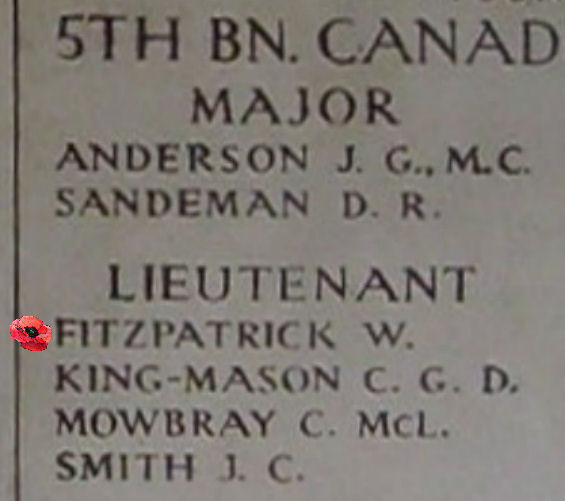 5TH BN. CANAD
MAJOR
ANDERSON J. G., M.C.
SANDEMAN D. R.
LIEUTENANT
FITZPATRICK W.
KING-MASON C. G. D.
MOWBRAY C. McL.
SMITH J. C.